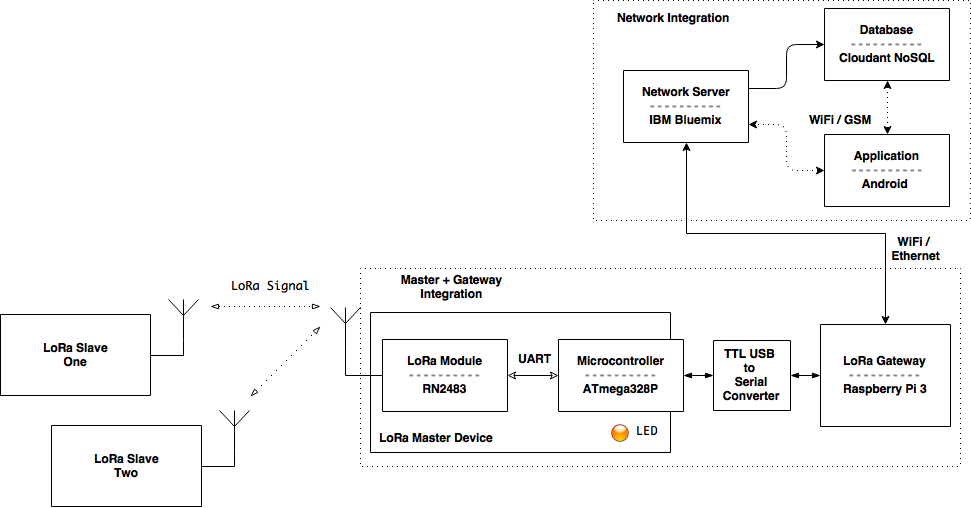 Network Integration
Database
Cloudant NoSQL
Network Server
IBM Bluemix
WiFi / GSM
Application
Android
WiFi /
Ethernet
Master + Gateway
Integration
LoRa Signal
LoRa Slave
One
LoRa Module
RN2483
UART
Microcontroller
ATmega328P
TTL USB
to
Serial
Converter
LoRa Gateway
Raspberry Pi 3
LoRa Master Device
LED
LoRa Slave
Two